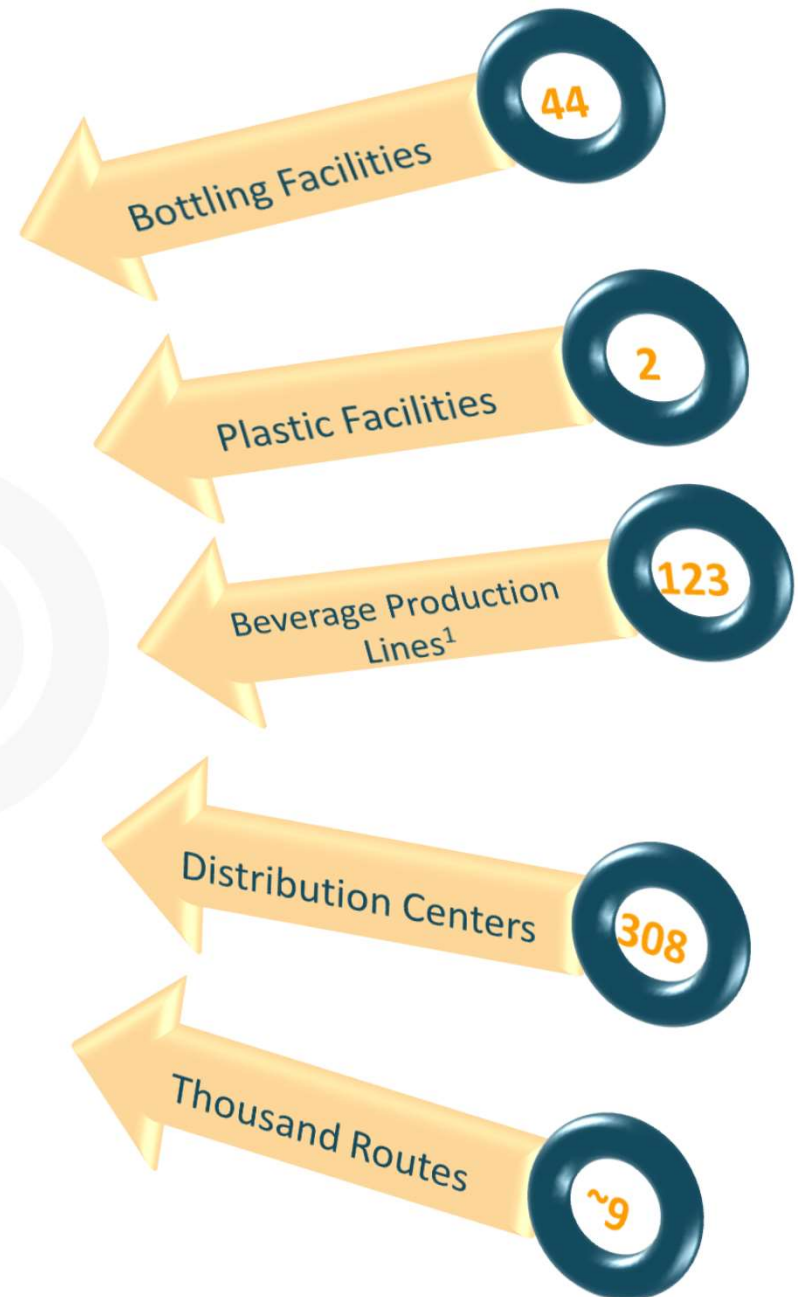 44
Bottling Facilities
2
Plastic Facilities
123
Beverage Production
Lines¹
308
Distribution Centers
~9
Thousand Routes